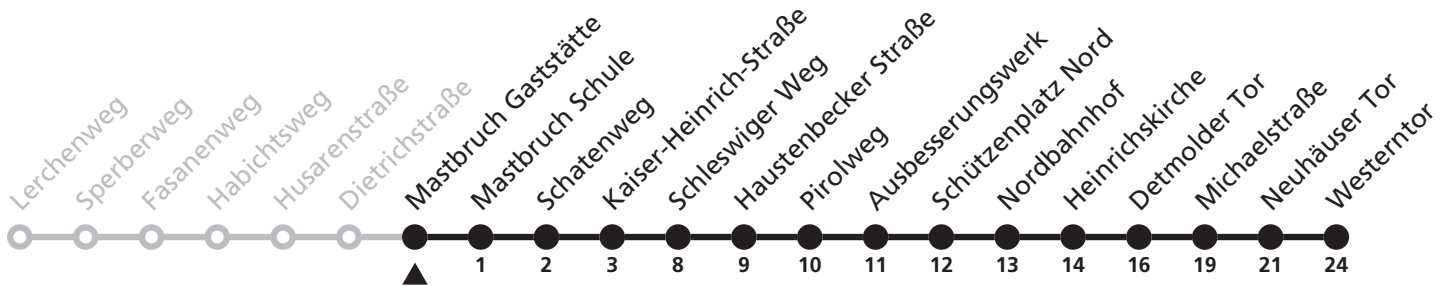 Lerchenweg
Sperberweg
Fasanenweg
Habichtsweg
Husarenstraße
Dietrichstraße
Mastbruch Gaststätte
Mastbruch Schule
Schatenweg
Kaiser-Heinrich-Straße
Schleswiger Weg
Haustenbecker Straße
Pirolweg
Ausbesserungswerk
Schützenplatz Nord
Nordbahnhof
Heinrichskirche
Detmolder Tor
Michaelstraße
Neuhäuser Tor
Westerntor
1 2 3 8 9 10 11 12 13 14 16 19 21 24